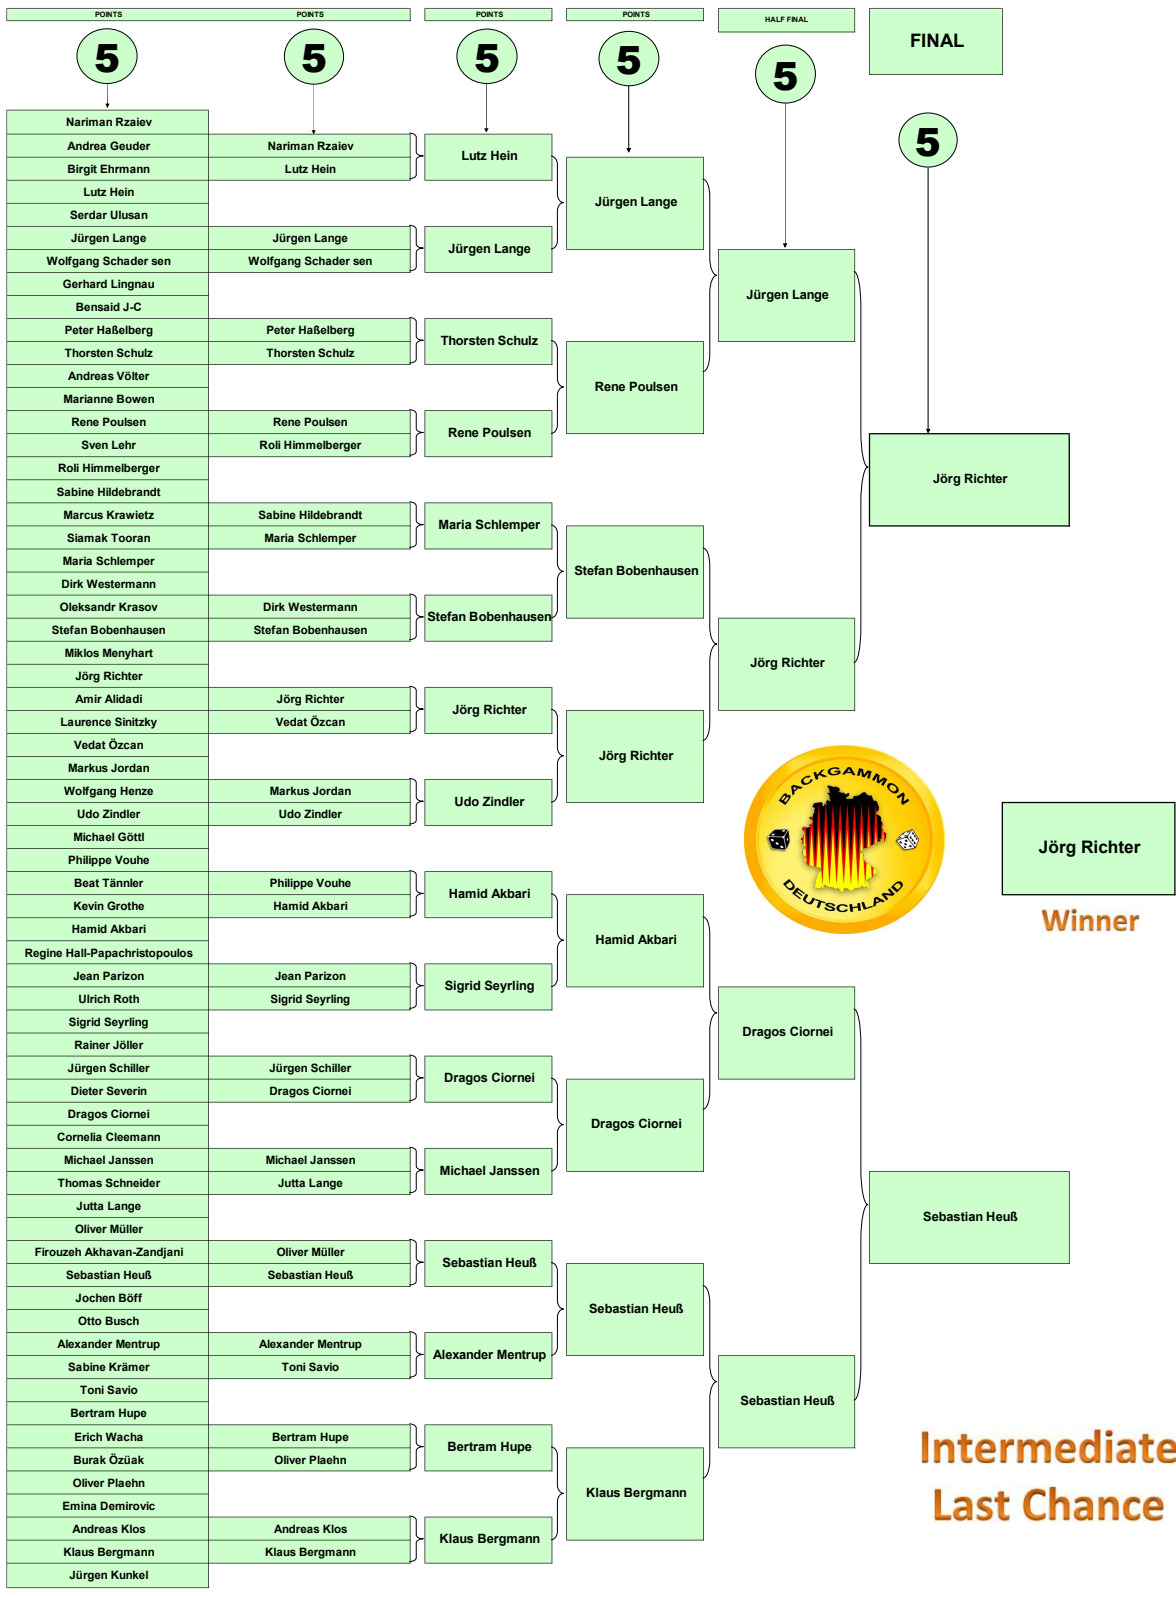 POINTS
POINTS
POINTS
POINTS
HALF FINAL
FINAL
5
5
5
5
5
5
Nariman Rzaiev
Andrea Geuder
Birgit Ehrmann
Lutz Hein
Serdar Ulusan
Jürgen Lange
Wolfgang Schader sen
Gerhard Lingnau
Bensaid J-C
Peter Haßelberg
Thorsten Schulz
Andreas Völter
Marianne Bowen
Rene Poulsen
Sven Lehr
Roli Himmelberger
Sabine Hildebrandt
Marcus Krawietz
Siamak Tooran
Maria Schlemper
Dirk Westermann
Oleksandr Krasov
Stefan Bobenhausen
Miklos Menyhart
Jörg Richter
Amir Alidadi
Laurence Sinitzky
Vedat Özcan
Markus Jordan
Wolfgang Henze
Udo Zindler
Michael Göttl
Philippe Vouhe
Beat Tännler
Kevin Grothe
Hamid Akbari
Regine Hall-Papachristopoulos
Jean Parizon
Ulrich Roth
Sigrid Seyrling
Rainer Jöller
Jürgen Schiller
Dieter Severin
Dragos Ciornei
Cornelia Cleemann
Michael Janssen
Thomas Schneider
Jutta Lange
Oliver Müller
Firouzeh Akhavan-Zandjani
Sebastian Heuß
Jochen Böff
Otto Busch
Alexander Mentrup
Sabine Krämer
Toni Savio
Bertram Hupe
Erich Wacha
Burak Özüak
Oliver Plaehn
Emina Demirovic
Andreas Klos
Klaus Bergmann
Jürgen Kunkel
Nariman Rzaiev
Lutz Hein
Jürgen Lange
Wolfgang Schader sen
Peter Haßelberg
Thorsten Schulz
Rene Poulsen
Roli Himmelberger
Sabine Hildebrandt
Maria Schlemper
Dirk Westermann
Stefan Bobenhausen
Jörg Richter
Vedat Özcan
Markus Jordan
Udo Zindler
Philippe Vouhe
Hamid Akbari
Jean Parizon
Sigrid Seyrling
Jürgen Schiller
Dragos Ciornei
Michael Janssen
Jutta Lange
Oliver Müller
Sebastian Heuß
Alexander Mentrup
Toni Savio
Bertram Hupe
Oliver Plaehn
Andreas Klos
Klaus Bergmann
Lutz Hein
Jürgen Lange
Thorsten Schulz
Rene Poulsen
Maria Schlemper
Stefan Bobenhausen
Jörg Richter
Udo Zindler
Hamid Akbari
Sigrid Seyrling
Dragos Ciornei
Michael Janssen
Sebastian Heuß
Alexander Mentrup
Bertram Hupe
Klaus Bergmann
Jürgen Lange
Rene Poulsen
Stefan Bobenhausen
Jörg Richter
Hamid Akbari
Dragos Ciornei
Sebastian Heuß
Klaus Bergmann
Jürgen Lange
Jörg Richter
Dragos Ciornei
Sebastian Heuß
Jörg Richter
Sebastian Heuß
BACKGAMMON
DEUTSCHLAND
Jörg Richter
Winner
Intermediate
Last Chance